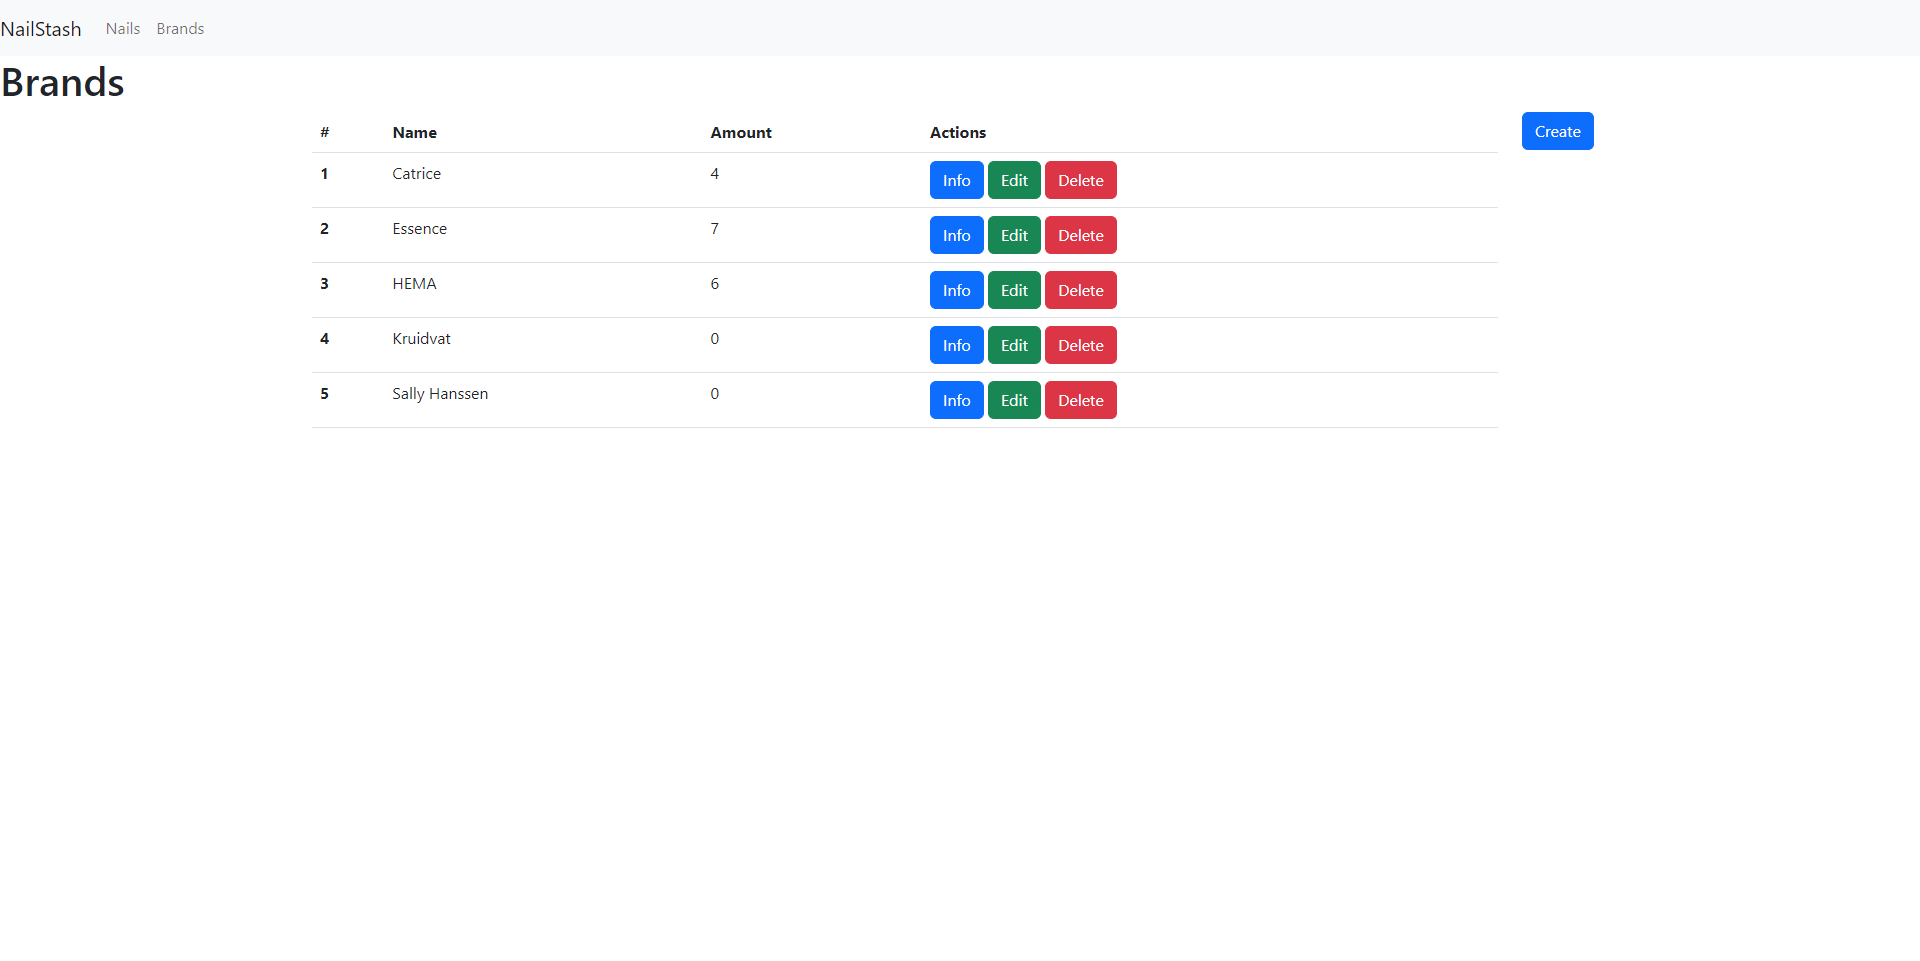 NailStash Nails Brands
Brands
# Name Amount Actions Create
1 Catrice 4 Info Edit Delete
2 Essence 7 Info Edit Delete
3 HEMA 6 Info Edit Delete
4 Kruidvat 0 Info Edit Delete
5 Sally Hanssen 0 Info Edit Delete